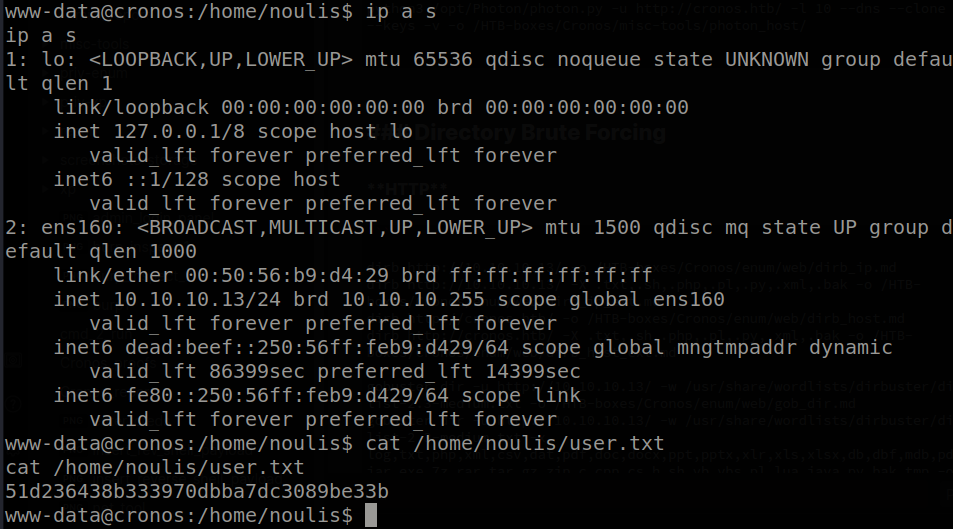 www-data@cronos:/home/noulis$ ip a s
ip a s
1: lo: <LOOPBACK,UP,LOWER_UP> mtu 65536 qdisc noqueue state UNKNOWN group defau
lt qlen 1
    link/loopback 00:00:00:00:00:00 brd 00:00:00:00:00:00
    inet 127.0.0.1/8 scope host lo
       valid_lft forever preferred_lft forever
    inet6 ::1/128 scope host
       valid_lft forever preferred_lft forever
2: ens160: <BROADCAST,MULTICAST,UP,LOWER_UP> mtu 1500 qdisc mq state UP group d
efault qlen 1000
    link/ether 00:50:56:b9:d4:29 brd ff:ff:ff:ff:ff:ff
    inet 10.10.10.13/24 brd 10.10.10.255 scope global ens160
       valid_lft forever preferred_lft forever
    inet6 dead:beef::250:56ff:feb9:d429/64 scope global mngtmpaddr dynamic
       valid_lft 86399sec preferred_lft 14399sec
    inet6 fe80::250:56ff:feb9:d429/64 scope link
       valid_lft forever preferred_lft forever
www-data@cronos:/home/noulis$ cat /home/noulis/user.txt
cat /home/noulis/user.txt
51d236438b333970dbba7dc3089be33b
www-data@cronos:/home/noulis$
Directory Brute Forcing
**HTTP**